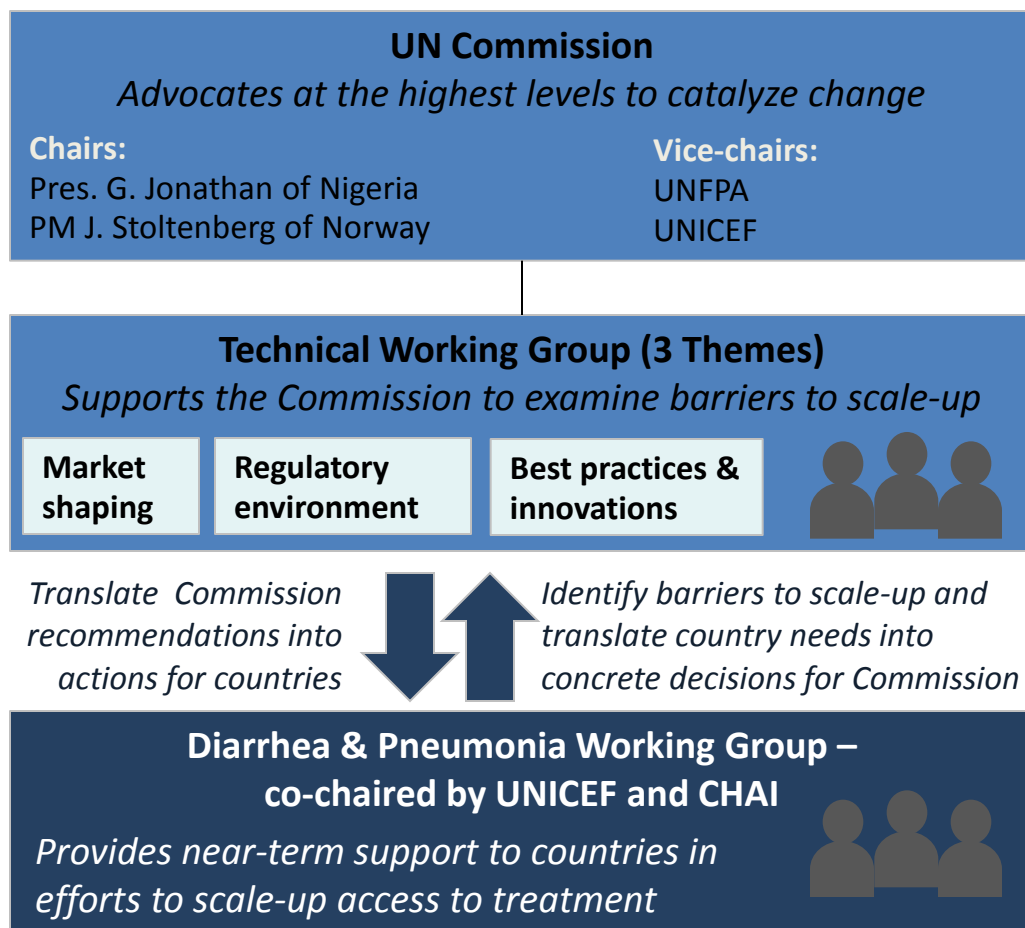 UN Commission
Advocates at the highest levels to catalyze change
Chairs:
Pres. G. Jonathan of Nigeria
PM J. Stoltenberg of Norway
Vice-chairs:
UNFPA
UNICEF
Technical Working Group (3 Themes)
Supports the Commission to examine barriers to scale-up
Market
shaping
Regulatory
environment
Best practices &
innovations
Translate Commission
recommendations into
actions for countries
Identify barriers to scale-up and
translate country needs into
concrete decisions for Commission
Diarrhea & Pneumonia Working Group –
co-chaired by UNICEF and CHAI
Provides near-term support to countries in
efforts to scale-up access to treatment